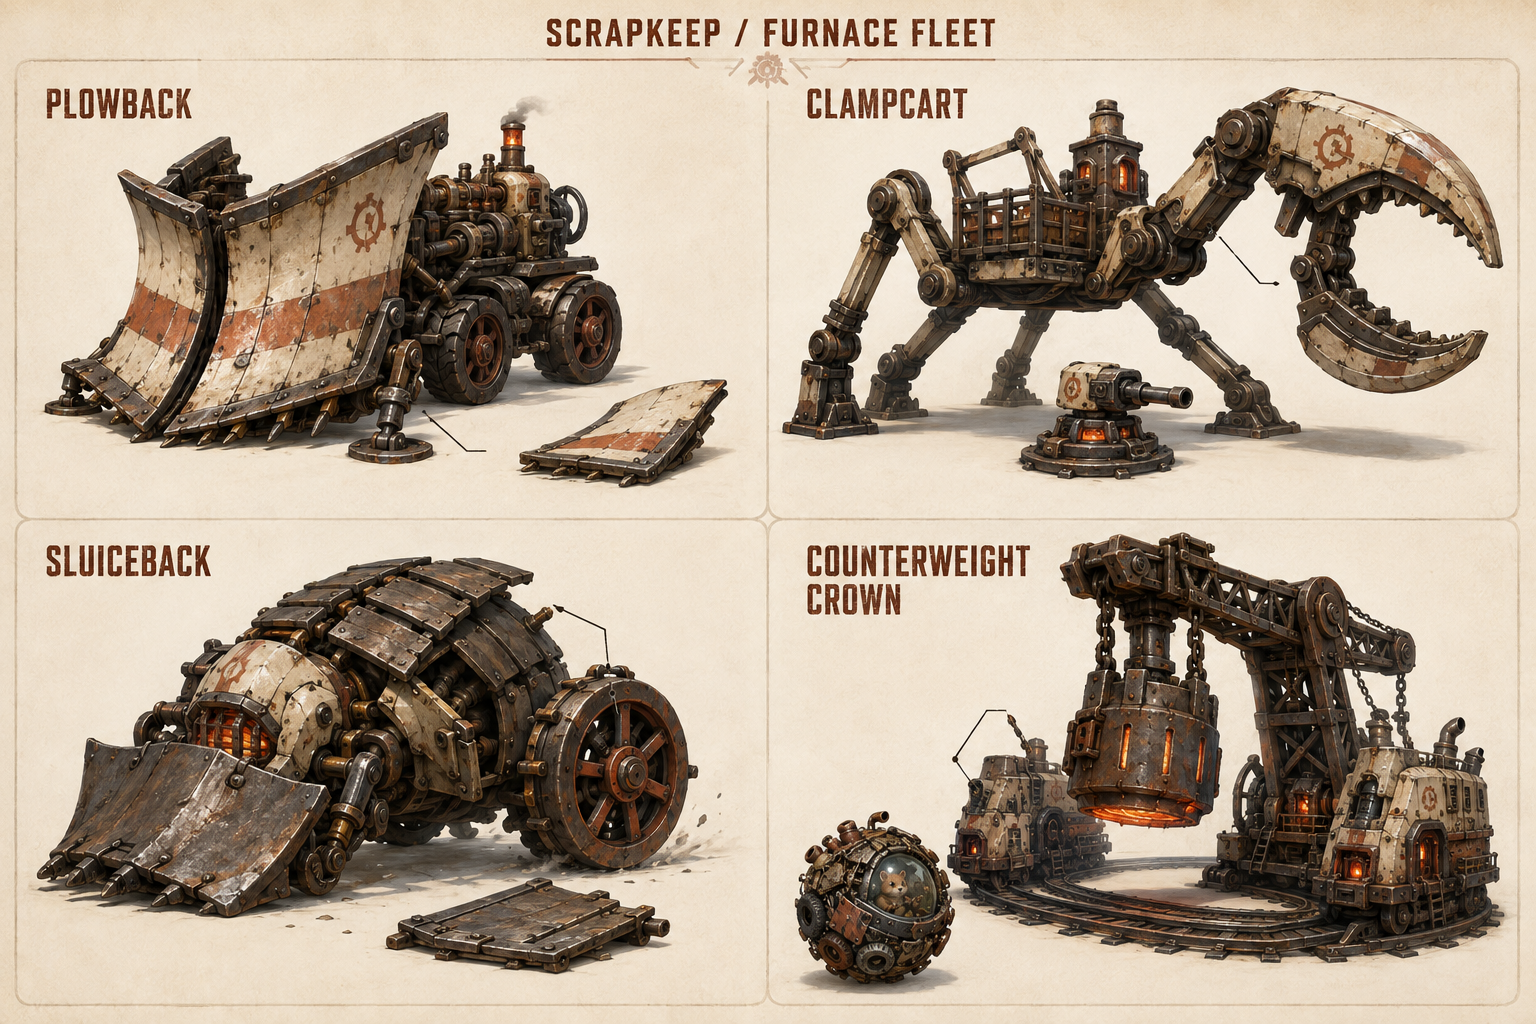 SCRAPKEEP / FURNACE FLEET
PLOWBACK
CLAMPCART
SLUICEBACK
COUNTERWEIGHT
CROWN